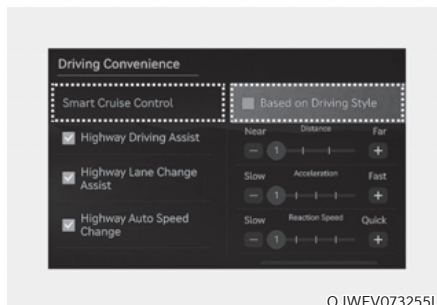 Driving Convenience
Smart Cruise Control
Based on Driving Style
Highway Driving Assist
Near Distance Far
1
Highway Lane Change
Assist
Slow Acceleration Fast
1
Highway Auto Speed
Change
Slow Reaction Speed Quick
1
OJWEV073255L